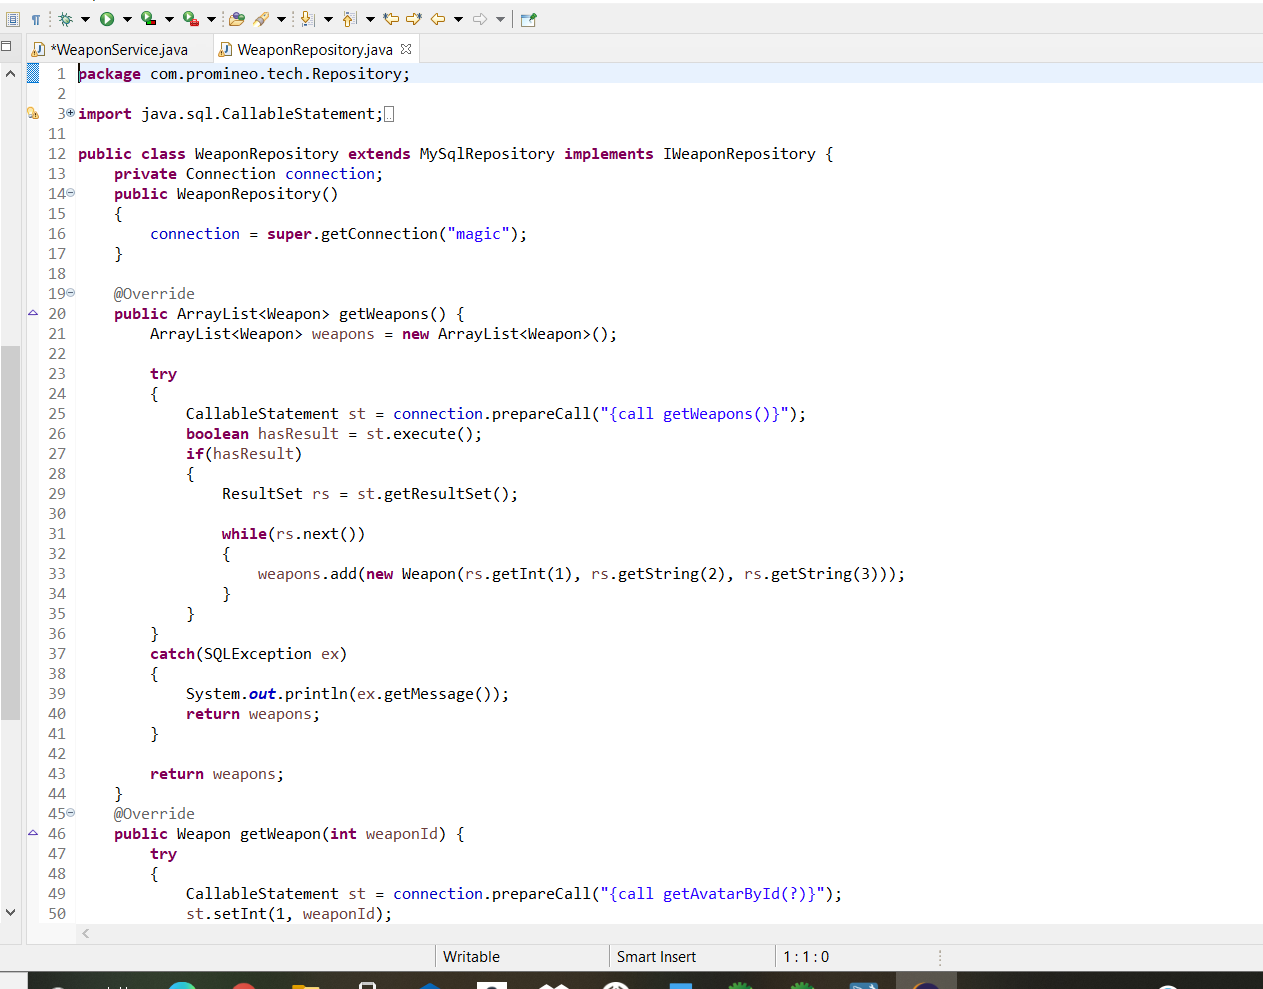 *WeaponService.java WeaponRepository.java
1 package com.promineo.tech.Repository;
2
3 import java.sql.CallableStatement;
11
12 public class WeaponRepository extends MySqlRepository implements IWeaponRepository {
13 private Connection connection;
14 public WeaponRepository()
15 {
16 connection = super.getConnection("magic");
17 }
18
19 @Override
20 public ArrayList<Weapon> getWeapons() {
21 ArrayList<Weapon> weapons = new ArrayList<Weapon>();
22
23 try
24 {
25 CallableStatement st = connection.prepareCall("{call getWeapons()}");
26 boolean hasResult = st.execute();
27 if(hasResult)
28 {
29 ResultSet rs = st.getResultSet();
30
31 while(rs.next())
32 {
33 weapons.add(new Weapon(rs.getInt(1), rs.getString(2), rs.getString(3)));
34 }
35 }
36 }
37 catch(SQLException ex)
38 {
39 System.out.println(ex.getMessage());
40 return weapons;
41 }
42
43 return weapons;
44 }
45 @Override
46 public Weapon getWeapon(int weaponId) {
47 try
48 {
49 CallableStatement st = connection.prepareCall("{call getAvatarById(?)}");
50 st.setInt(1, weaponId);
Writable Smart Insert 1 : 1 : 0